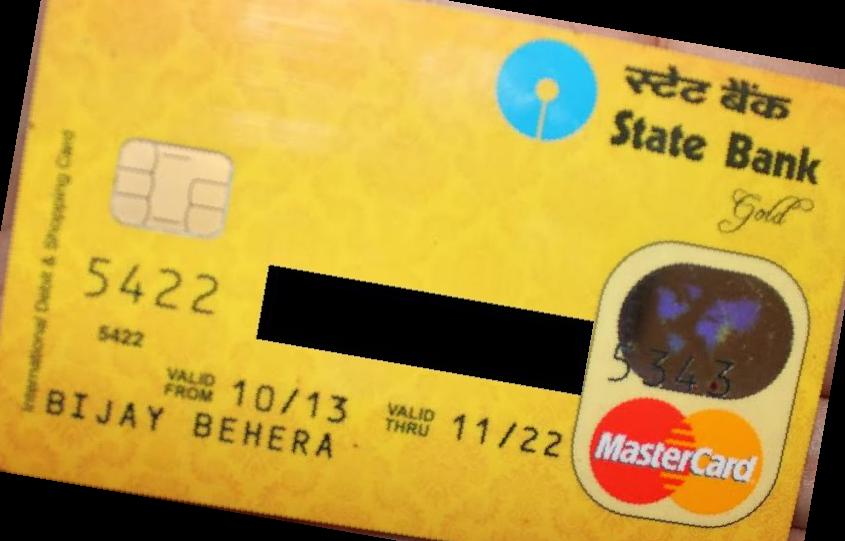 स्टेट बैंक
State Bank
Gold
International Debit & Shopping Card
5422 5343
5422
VALID FROM 10/13 VALID THRU 11/22
BIJAY BEHERA
MasterCard